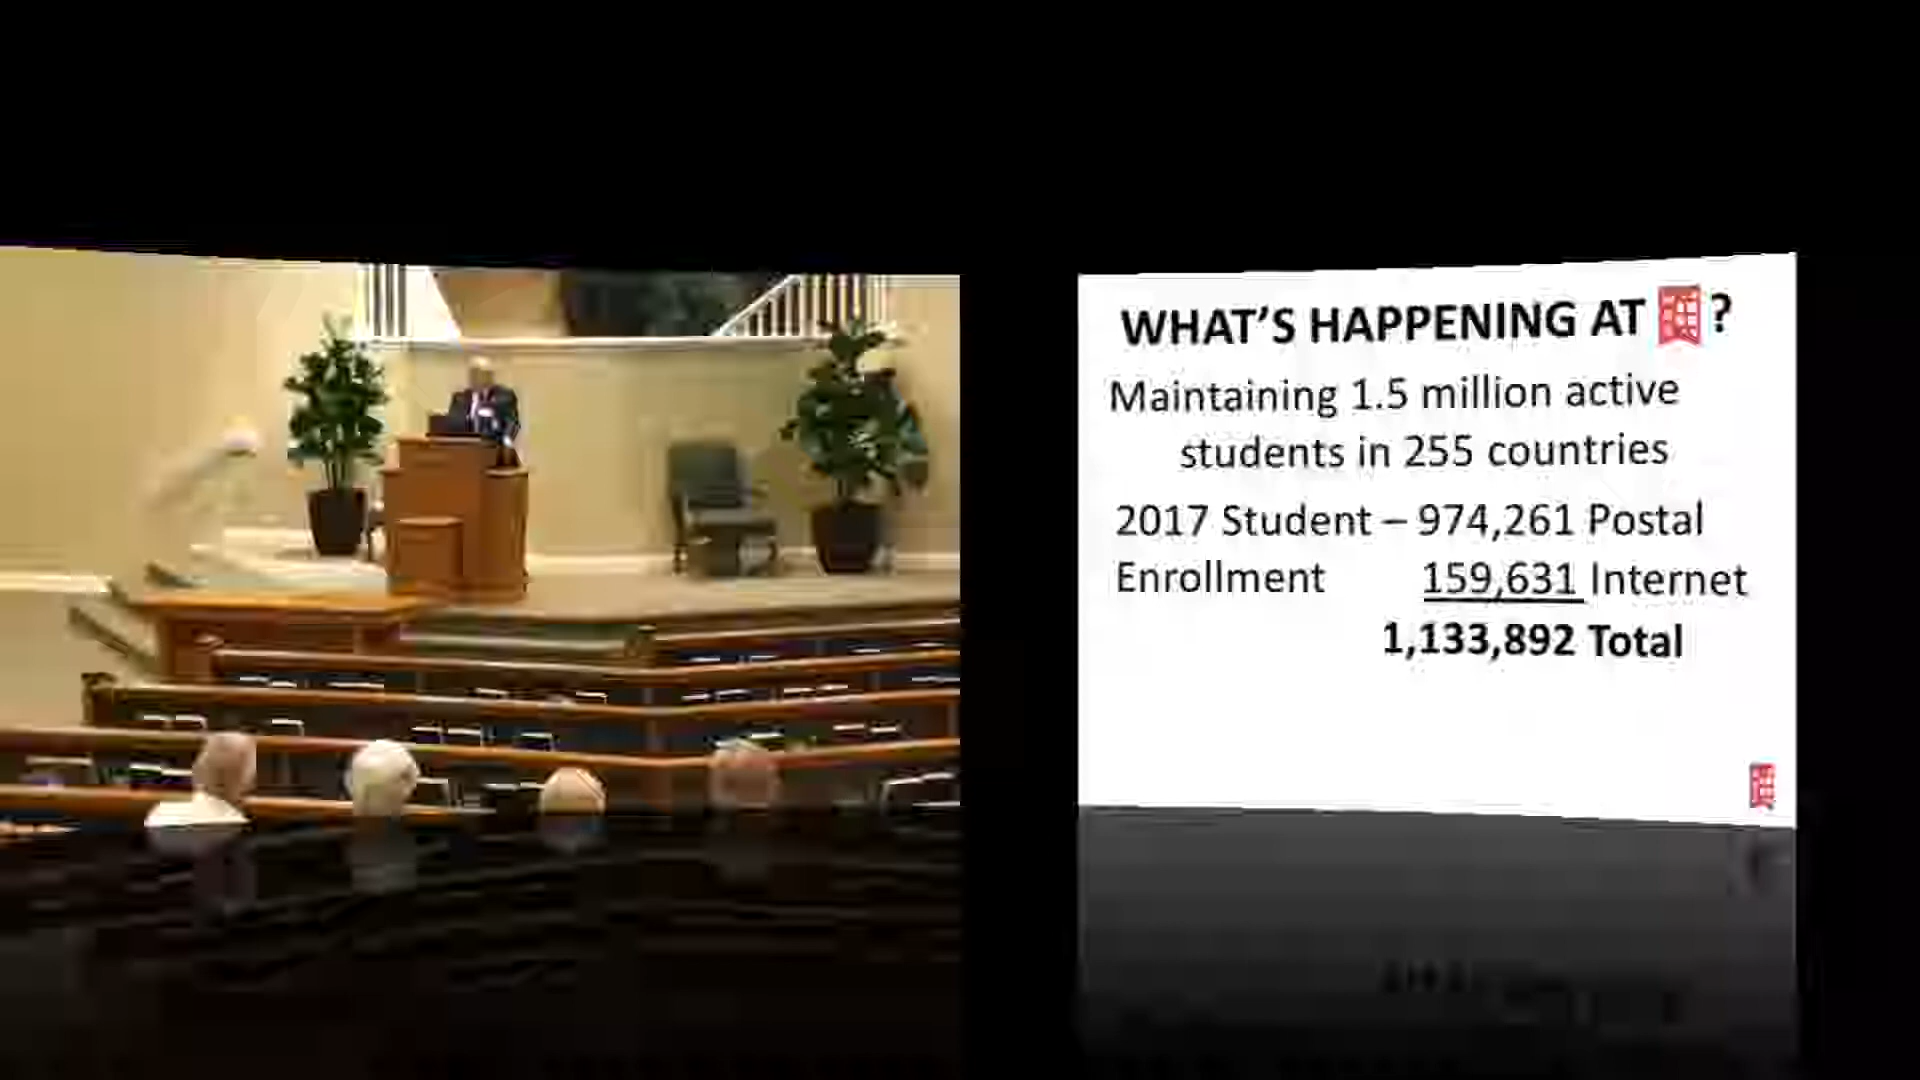 WHAT'S HAPPENING AT ?
Maintaining 1.5 million active
students in 255 countries
2017 Student – 974,261 Postal
Enrollment 159,631 Internet
1,133,892 Total